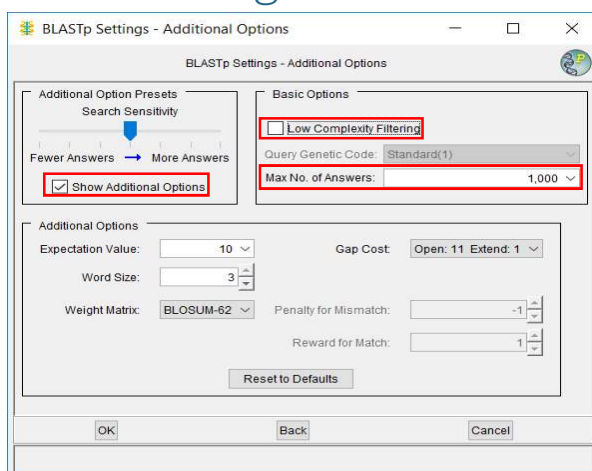 BLASTp Settings - Additional Options
BLASTp Settings - Additional Options
Additional Option Presets
Search Sensitivity
Fewer Answers → More Answers
Show Additional Options
Basic Options
Low Complexity Filtering
Query Genetic Code: Standard(1)
Max No. of Answers: 1,000
Additional Options
Expectation Value: 10
Gap Cost: Open: 11 Extend: 1
Word Size: 3
Weight Matrix: BLOSUM-62
Penalty for Mismatch: -1
Reward for Match: 1
Reset to Defaults
OK Back Cancel